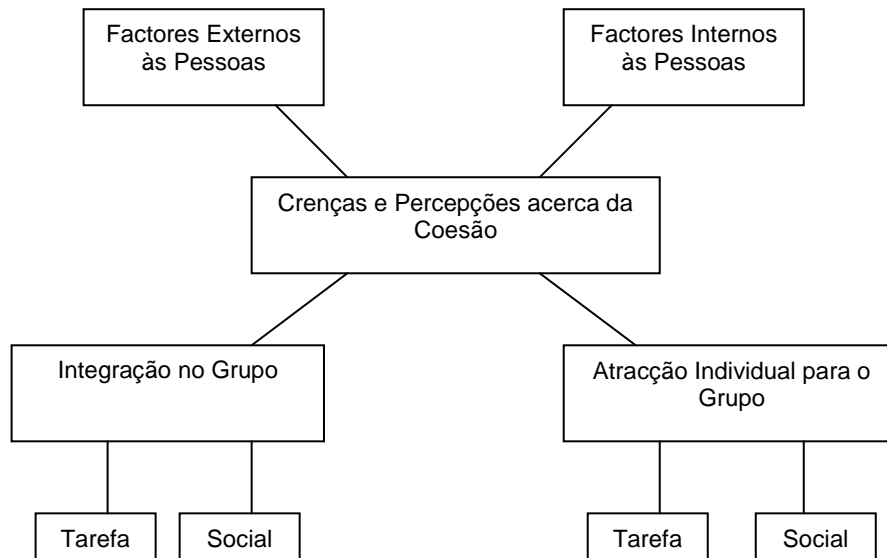 Factores Externos
às Pessoas
Factores Internos
às Pessoas
Crenças e Percepções acerca da
Coesão
Integração no Grupo
Atracção Individual para o
Grupo
Tarefa
Social
Tarefa
Social